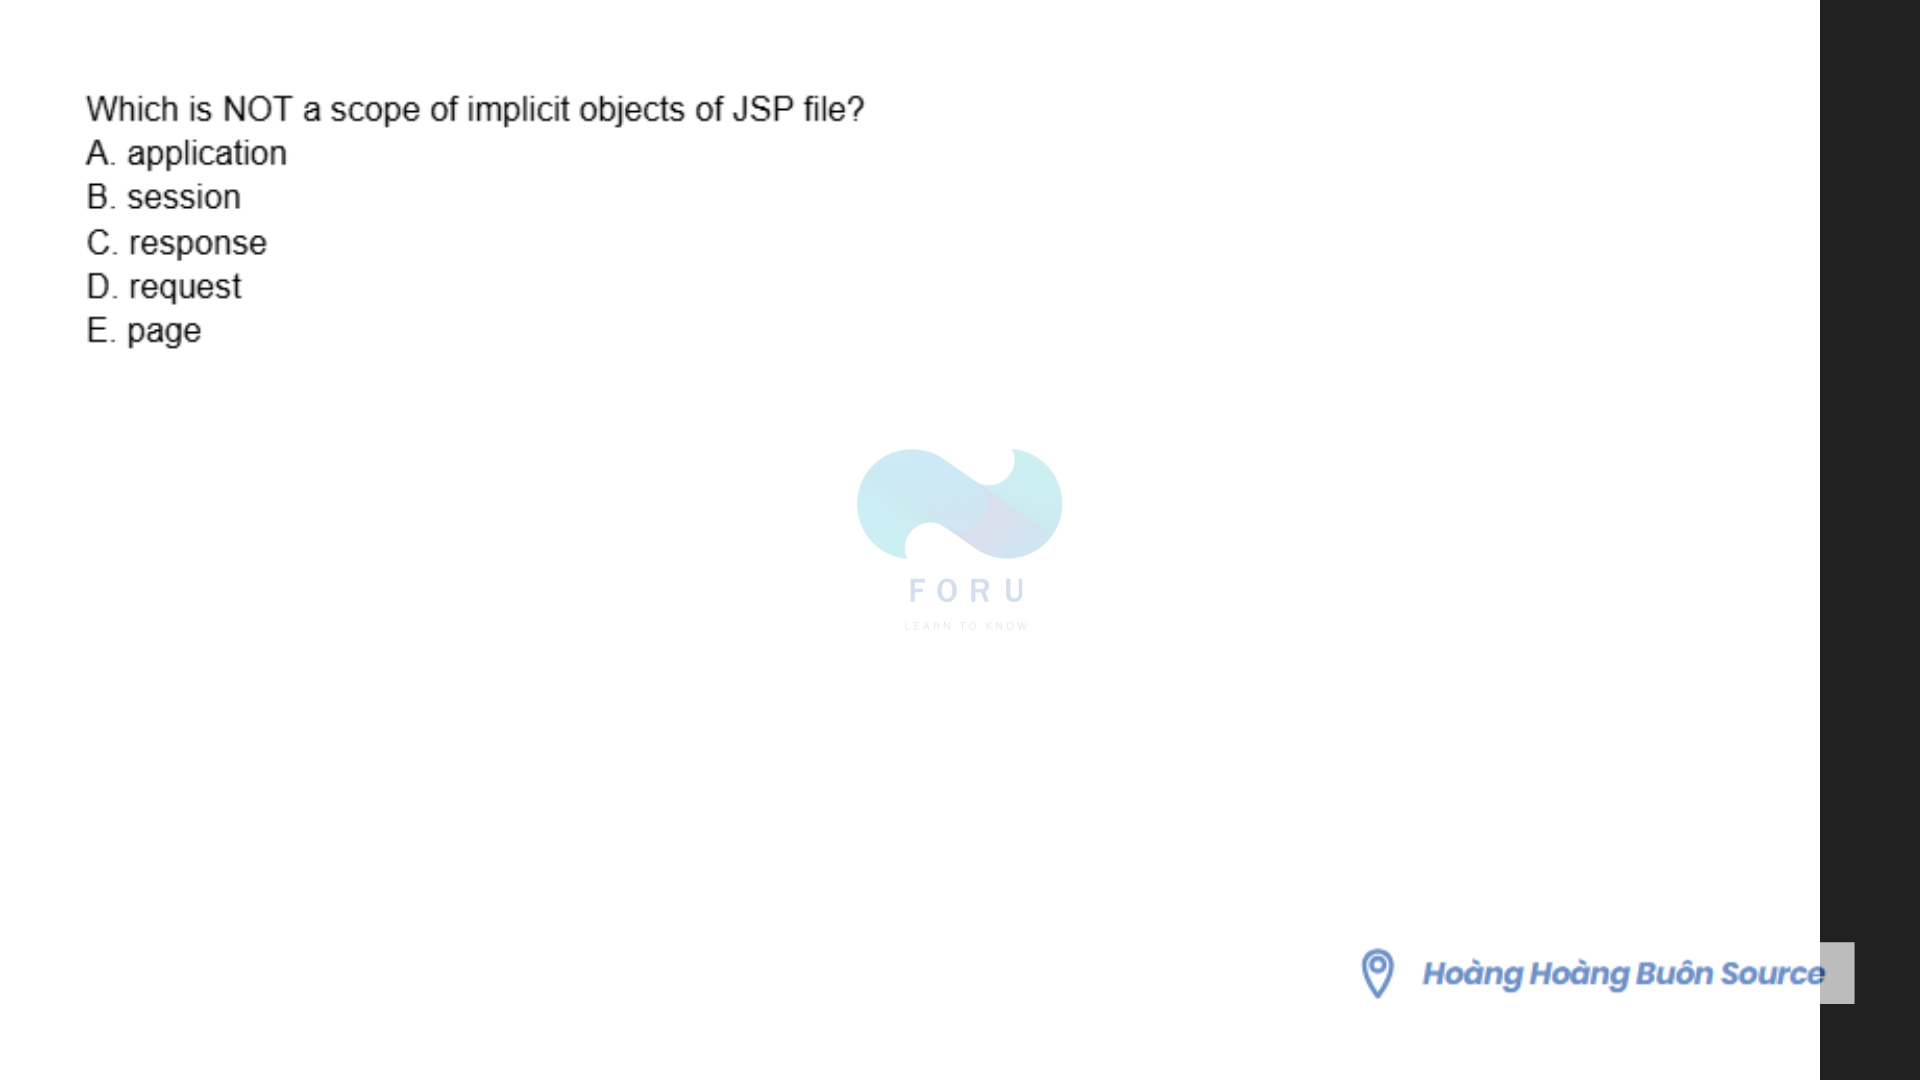 Which is NOT a scope of implicit objects of JSP file?
A. application
B. session
C. response
D. request
E. page
FORU
LEARN TO KNOW
Hoàng Hoàng Buôn Source